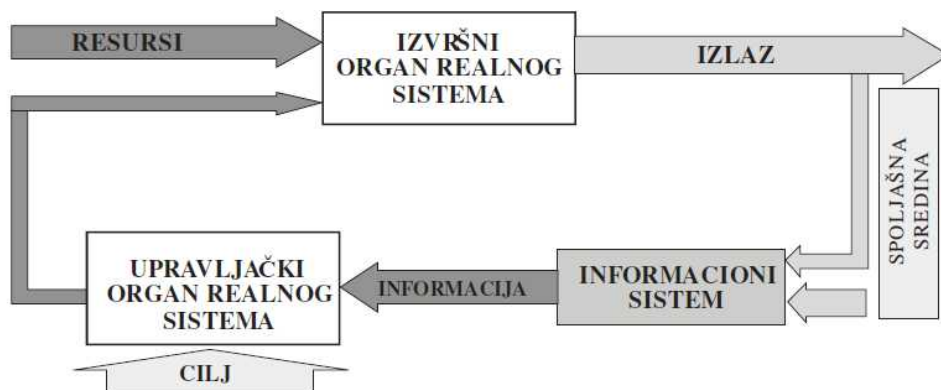 RESURSI
IZVRŠNI
ORGAN REALNOG
SISTEMA
IZLAZ
SPOLJAŠNA
SREDINA
UPRAVLJAČKI
ORGAN REALNOG
SISTEMA
INFORMACIJA
INFORMACIONI
SISTEM
CILJ